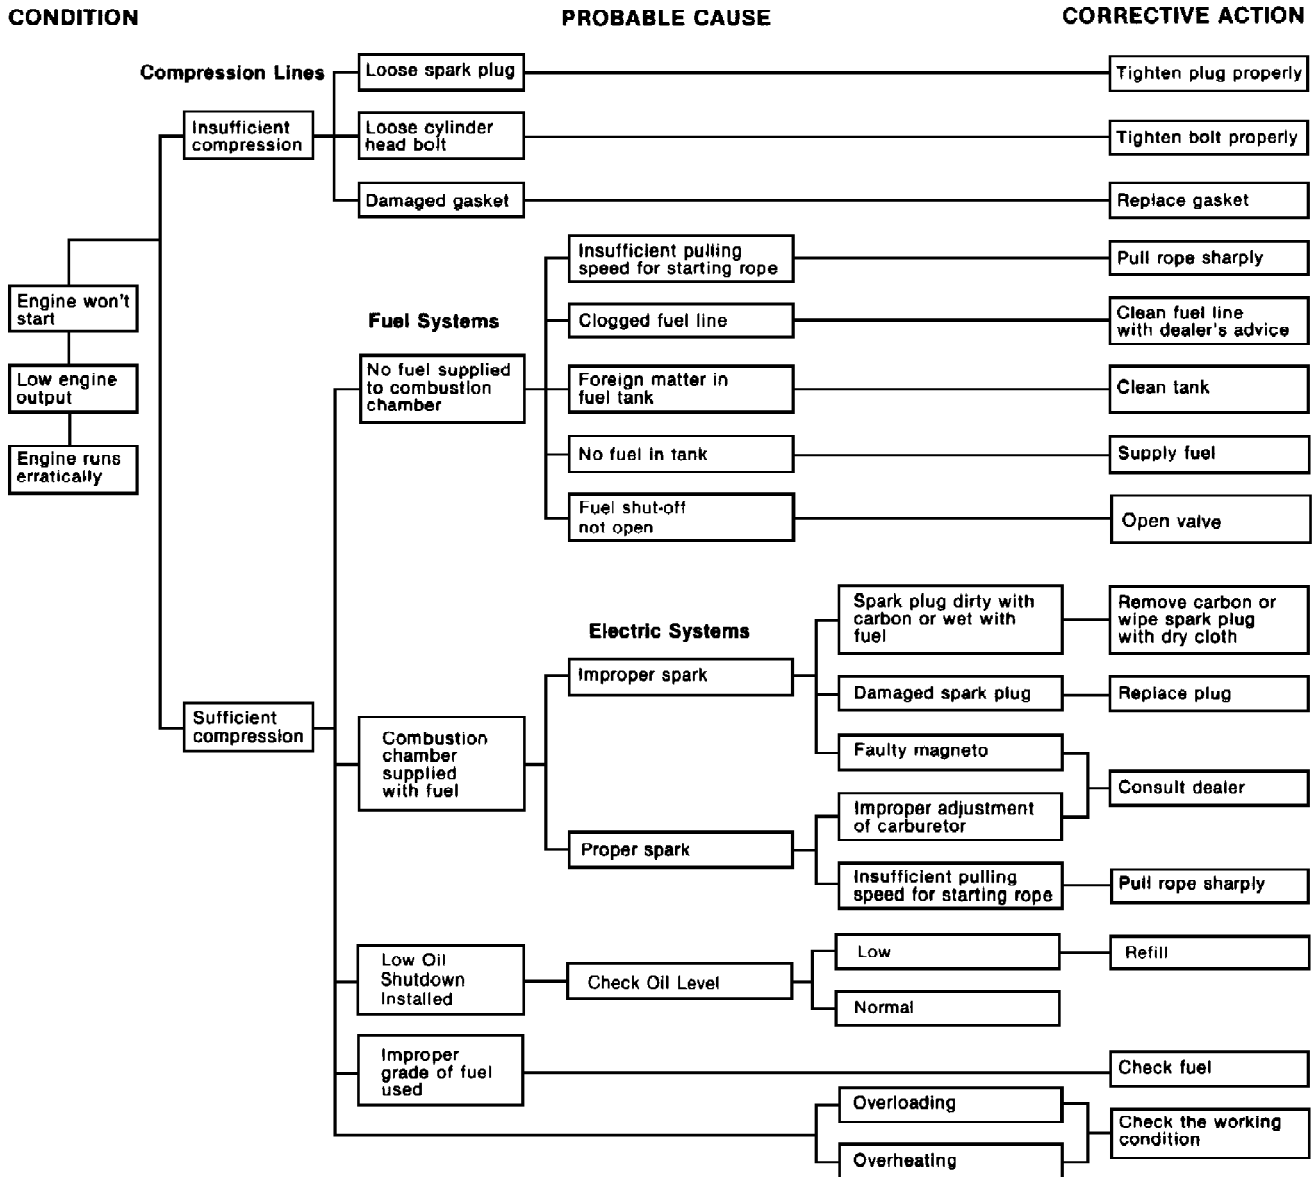 CONDITION
PROBABLE CAUSE
CORRECTIVE ACTION
Compression Lines
Loose spark plug
Tighten plug properly
Insufficient
compression
Loose cylinder
head bolt
Tighten bolt properly
Damaged gasket
Replace gasket
Engine won't
start
Low engine
output
Engine runs
erratically
Fuel Systems
No fuel supplied
to combustion
chamber
Insufficient pulling
speed for starting rope
Pull rope sharply
Clogged fuel line
Clean fuel line
with dealer's advice
Foreign matter in
fuel tank
Clean tank
No fuel in tank
Supply fuel
Fuel shut-off
not open
Open valve
Sufficient
compression
Electric Systems
Combustion
chamber
supplied
with fuel
Improper spark
Spark plug dirty with
carbon or wet with
fuel
Remove carbon or
wipe spark plug
with dry cloth
Damaged spark plug
Replace plug
Faulty magneto
Consult dealer
Proper spark
Improper adjustment
of carburetor
Insufficient pulling
speed for starting rope
Pull rope sharply
Low Oil
Shutdown
Installed
Check Oil Level
Low
Refill
Normal
Improper
grade of fuel
used
Check fuel
Overloading
Check the working
condition
Overheating